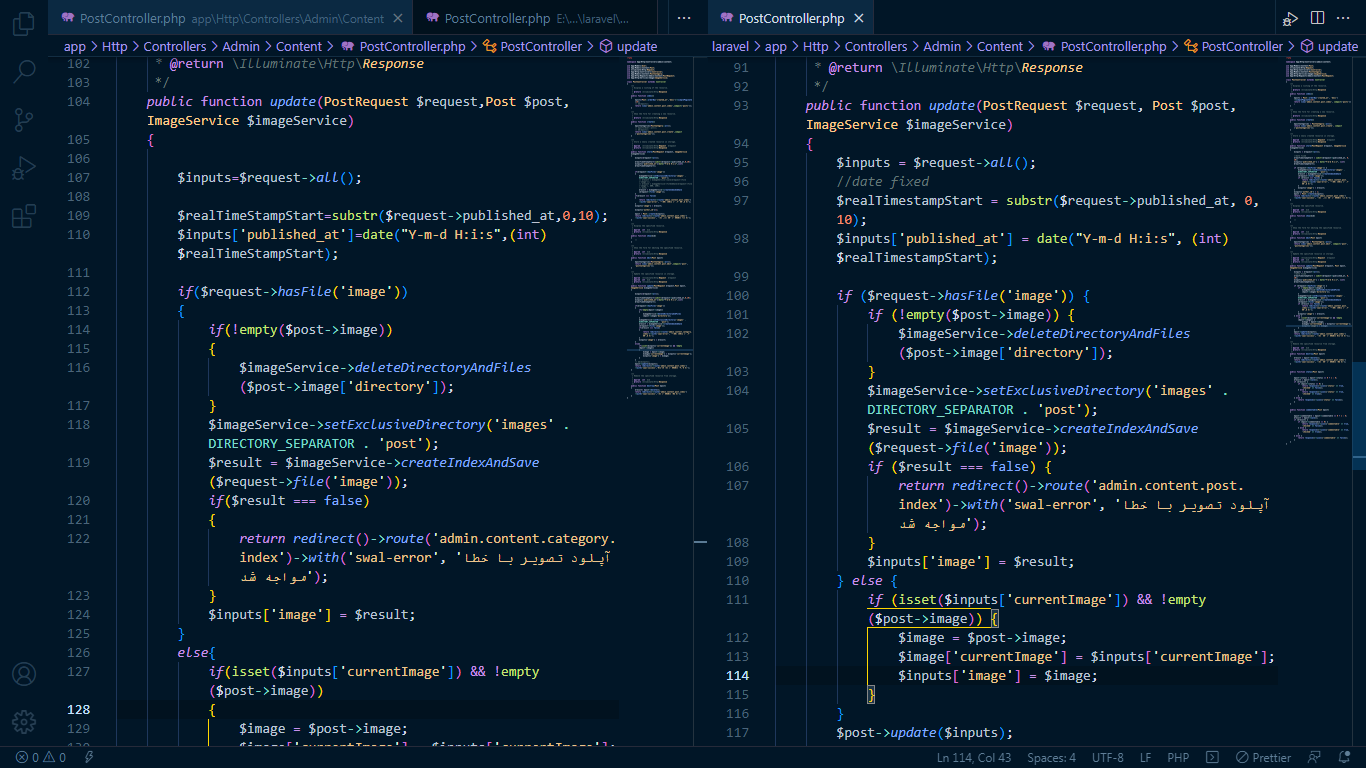 PostController.php app\Http\Controllers\Admin\Content
PostController.php E:\...\laravel\...
PostController.php
app > Http > Controllers > Admin > Content > PostController.php > PostController > update
102 * @return \Illuminate\Http\Response
103 */
104 public function update(PostRequest $request,Post $post,
ImageService $imageService)
105 {
106
107 $inputs=$request->all();
108
109 $realTimeStampStart=substr($request->published_at,0,10);
110 $inputs['published_at']=date("Y-m-d H:i:s",(int)
$realTimeStampStart);
111
112 if($request->hasFile('image'))
113 {
114 if(!empty($post->image))
115 {
116 $imageService->deleteDirectoryAndFiles
($post->image['directory']);
117 }
118 $imageService->setExclusiveDirectory('images' .
DIRECTORY_SEPARATOR . 'post');
119 $result = $imageService->createIndexAndSave
($request->file('image'));
120 if($result === false)
121 {
122 return redirect()->route('admin.content.category.
index')->with('swal-error', 'آپلود تصویر با خطا
مواجه شد');
123 }
124 $inputs['image'] = $result;
125 }
126 else{
127 if(isset($inputs['currentImage']) && !empty
($post->image))
128 {
129 $image = $post->image;
130 $image['currentImage'] = $inputs['currentImage'];
laravel > app > Http > Controllers > Admin > Content > PostController.php > PostController > update
91 * @return \Illuminate\Http\Response
92 */
93 public function update(PostRequest $request, Post $post,
ImageService $imageService)
94 {
95 $inputs = $request->all();
96 //date fixed
97 $realTimestampStart = substr($request->published_at, 0,
10);
98 $inputs['published_at'] = date("Y-m-d H:i:s", (int)
$realTimestampStart);
99
100 if ($request->hasFile('image')) {
101 if (!empty($post->image)) {
102 $imageService->deleteDirectoryAndFiles
($post->image['directory']);
103 }
104 $imageService->setExclusiveDirectory('images' .
DIRECTORY_SEPARATOR . 'post');
105 $result = $imageService->createIndexAndSave
($request->file('image'));
106 if ($result === false) {
107 return redirect()->route('admin.content.post.
index')->with('swal-error', 'آپلود تصویر با خطا
مواجه شد');
108 }
109 $inputs['image'] = $result;
110 } else {
111 if (isset($inputs['currentImage']) && !empty
($post->image)) {
112 $image = $post->image;
113 $image['currentImage'] = $inputs['currentImage'];
114 $inputs['image'] = $image;
115 }
116 }
117 $post->update($inputs);
0 0 Ln 114, Col 43 Spaces: 4 UTF-8 LF PHP Prettier